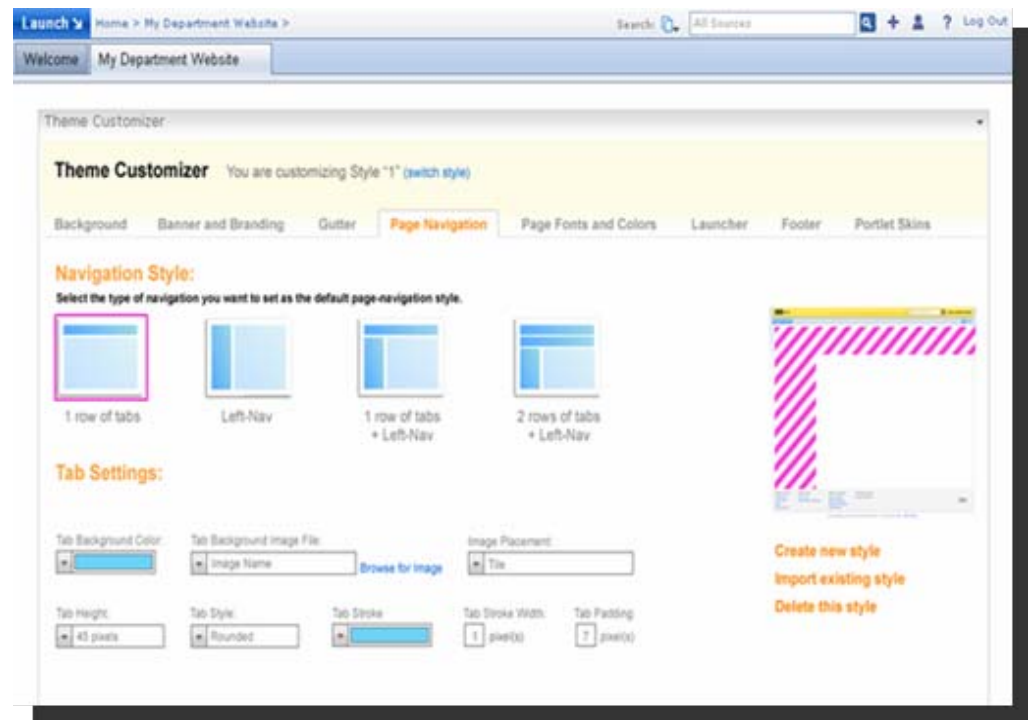 Launch Home > My Department Website > Search: All Sources + ? Log Out
Welcome My Department Website
Theme Customizer
Theme Customizer You are customizing Style "1" (switch style)
Background Banner and Branding Gutter Page Navigation Page Fonts and Colors Launcher Footer Portlet Skins
Navigation Style:
Select the type of navigation you want to set as the default page-navigation style.
1 row of tabs
Left-Nav
1 row of tabs
+ Left-Nav
2 rows of tabs
+ Left-Nav
Tab Settings:
Tab Background Color: Tab Background Image File: Image Placement:
Image Name Browse for Image Tile
Tab Height: Tab Style: Tab Stroke Tab Stroke Width: Tab Padding
45 pixels Rounded 1 pixel(s) 7 pixel(s)
Create new style
Import existing style
Delete this style